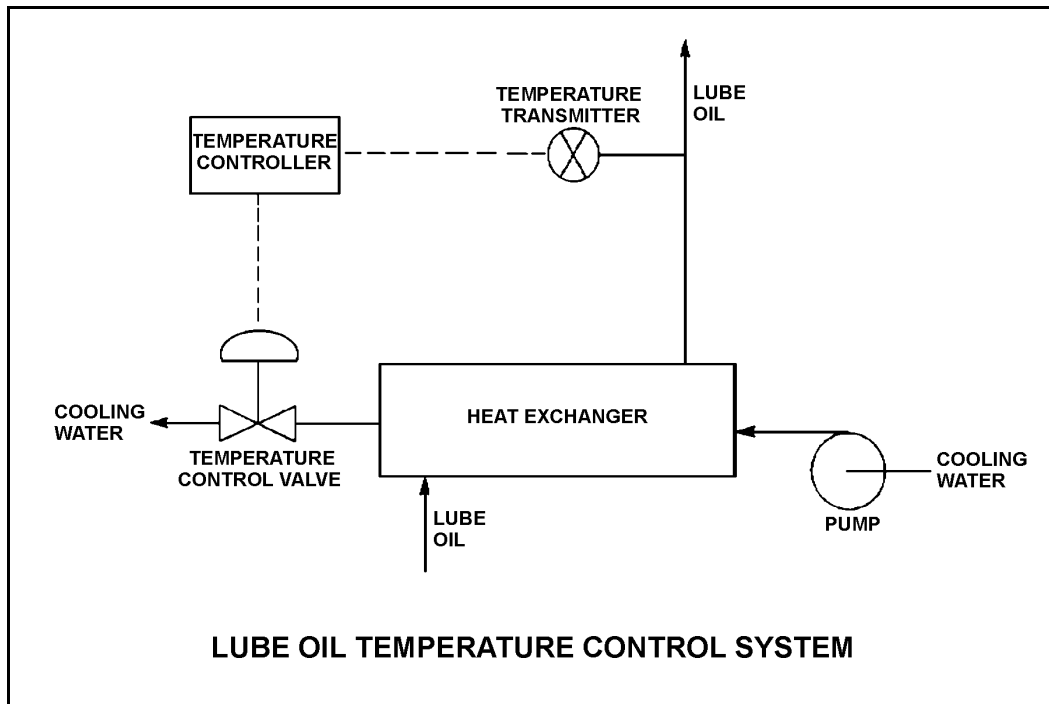 TEMPERATURE
TRANSMITTER
LUBE
OIL
TEMPERATURE
CONTROLLER
COOLING
WATER
HEAT EXCHANGER
TEMPERATURE
CONTROL VALVE
COOLING
WATER
PUMP
LUBE
OIL
LUBE OIL TEMPERATURE CONTROL SYSTEM